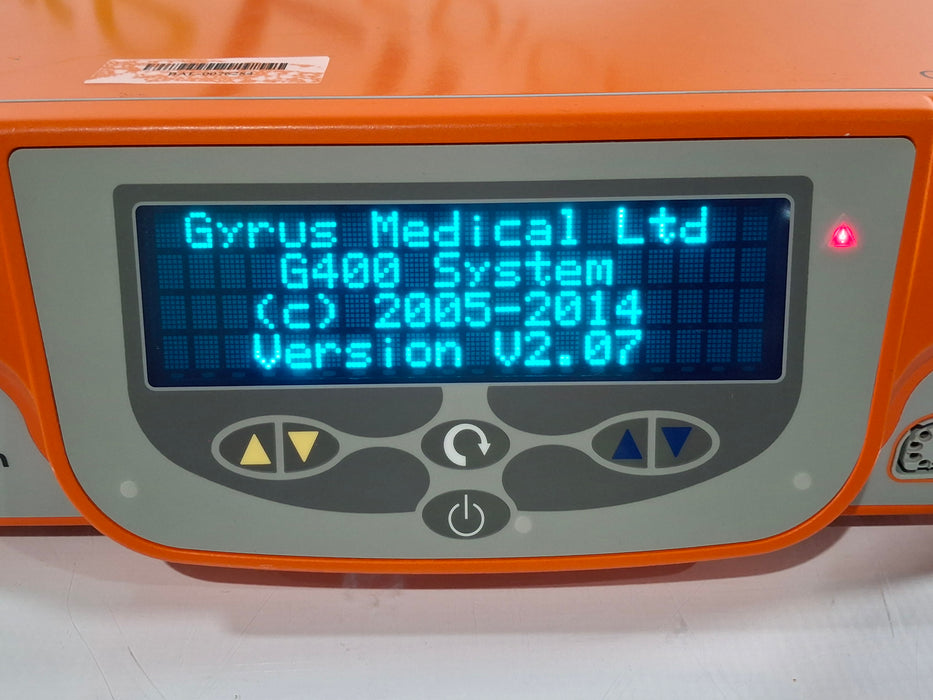 Gyrus Medical Ltd
G400 System
(c) 2005-2014
Version V2.07